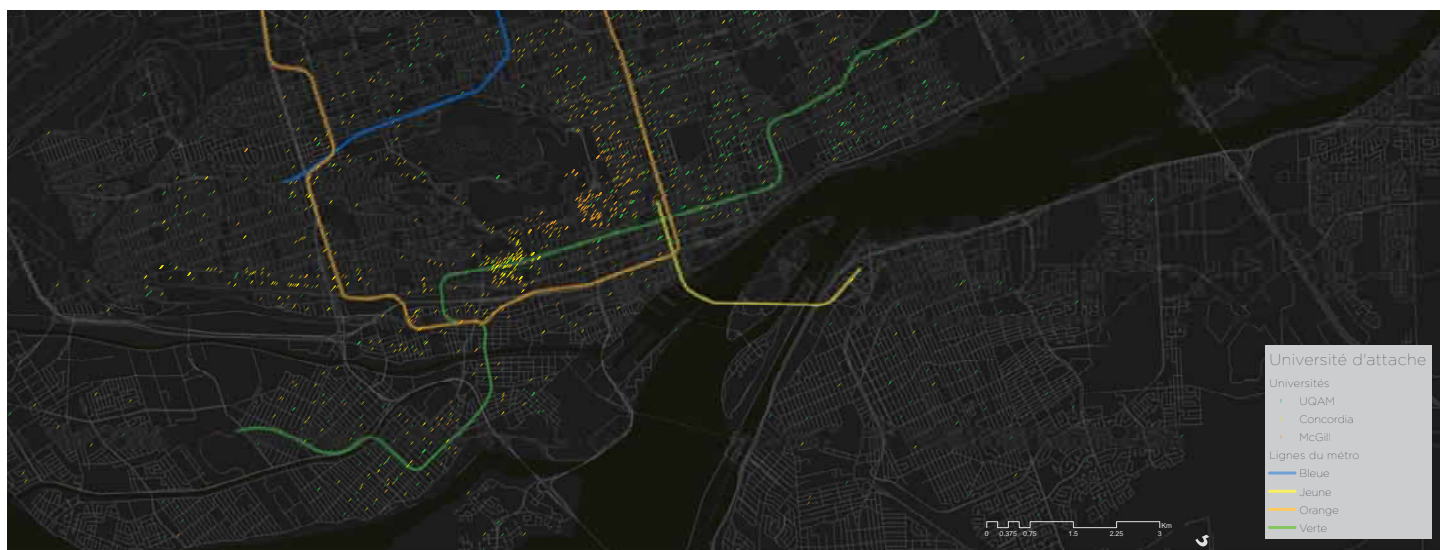 Université d'attache
Universités
UQAM
Concordia
McGill
Lignes du métro
Bleue
Jeune
Orange
Verte
0 0.375 0.75 1.5 2.25 3 Km